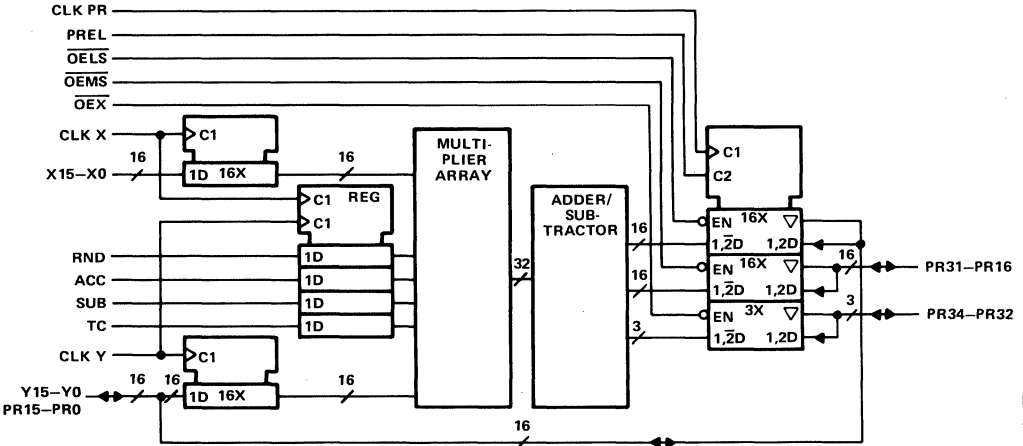 CLK PR
PREL
OELS
OEMS
OEX
CLK X
C1
16
16
X15–X0
1D 16X
MULTI-
PLIER
ARRAY
C1 REG
C1
RND 1D
ACC 1D
SUB 1D
TC 1D
CLK Y
C1
16 16
16
Y15–Y0
PR15–PR0
1D 16X
32
ADDER/
SUB-
TRACTOR
16
16
3
C1
C2
EN 16X ▽
1,2̅D 1,2D
EN 16X ▽
1,2̅D 1,2D
EN 3X ▽
1,2̅D 1,2D
16
PR31–PR16
3
PR34–PR32
16